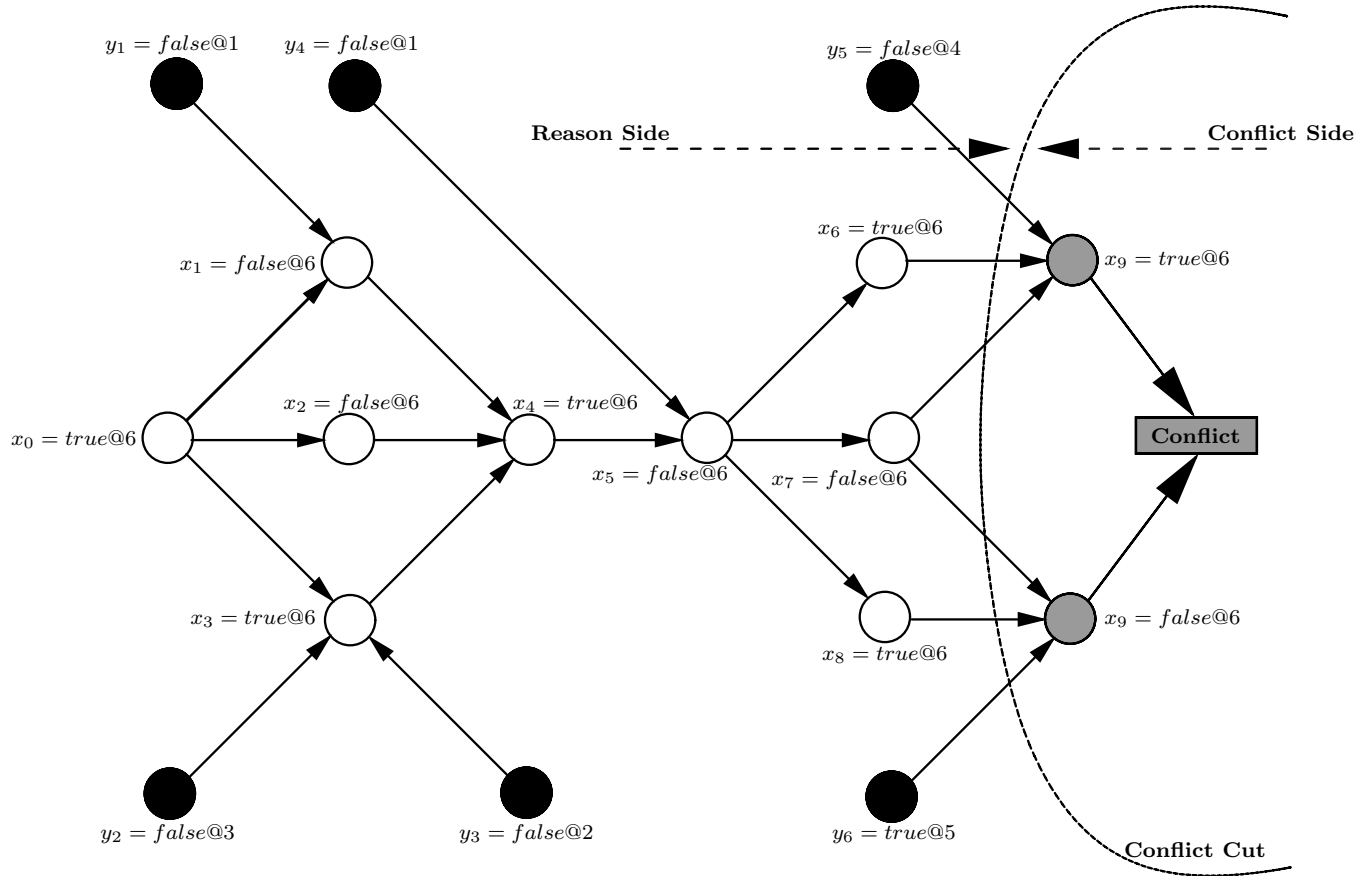 y₁ = false@1
y₄ = false@1
y₅ = false@4
Reason Side
Conflict Side
x₆ = true@6
x₁ = false@6
x₉ = true@6
x₂ = false@6
x₄ = true@6
x₀ = true@6
Conflict
x₅ = false@6
x₇ = false@6
x₃ = true@6
x₉ = false@6
x₈ = true@6
y₂ = false@3
y₃ = false@2
y₆ = true@5
Conflict Cut